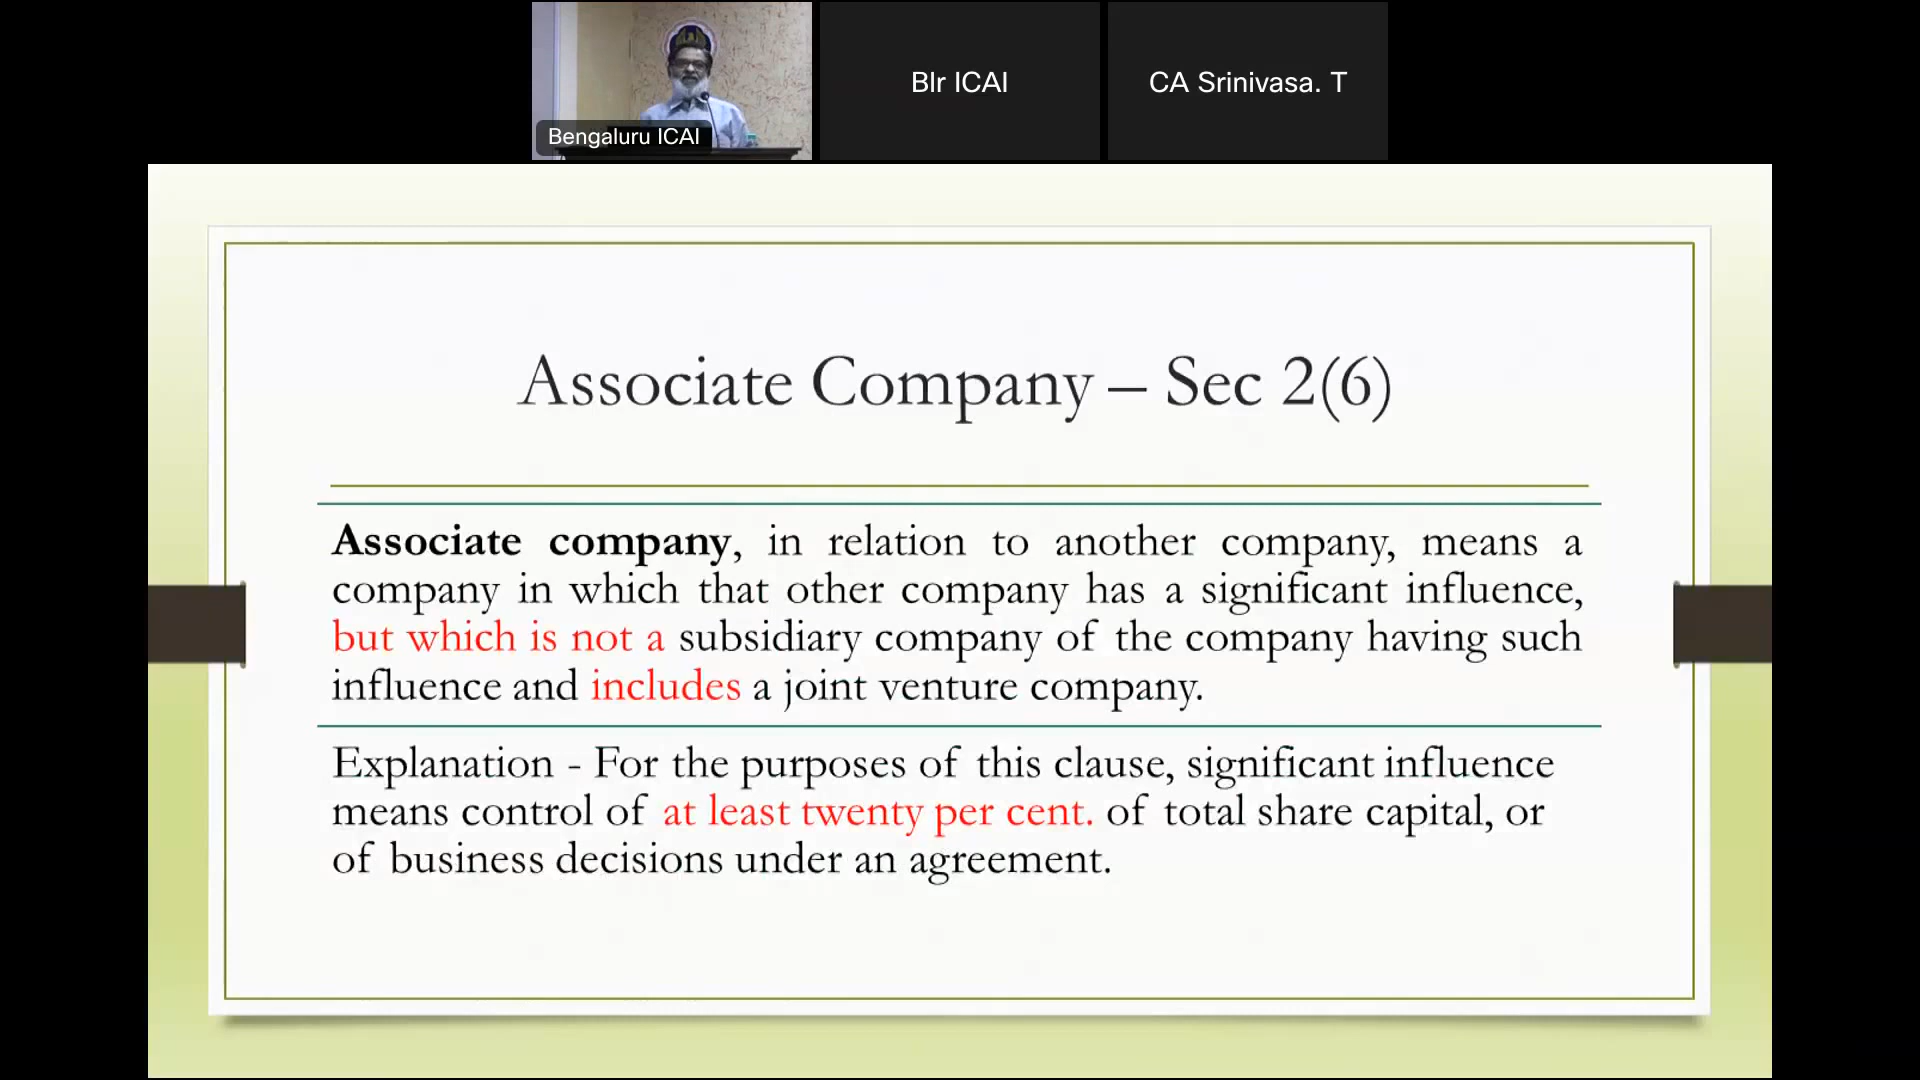 Bengaluru ICAI
Blr ICAI
CA Srinivasa. T
Associate Company – Sec 2(6)
Associate company, in relation to another company, means a
company in which that other company has a significant influence,
but which is not a subsidiary company of the company having such
influence and includes a joint venture company.
Explanation - For the purposes of this clause, significant influence
means control of at least twenty per cent. of total share capital, or
of business decisions under an agreement.